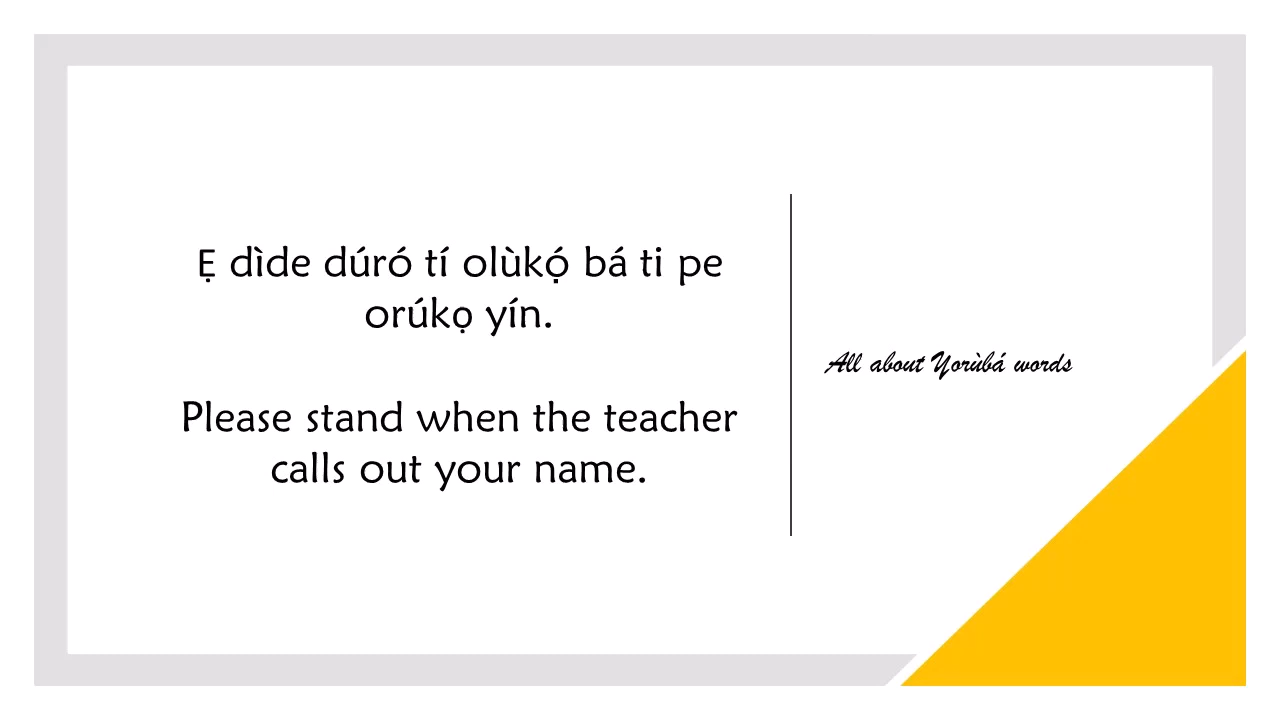 Ẹ dìde dúró tí olùkọ́ bá ti pe
orúkọ yín.
Please stand when the teacher
calls out your name.
All about Yorùbá words